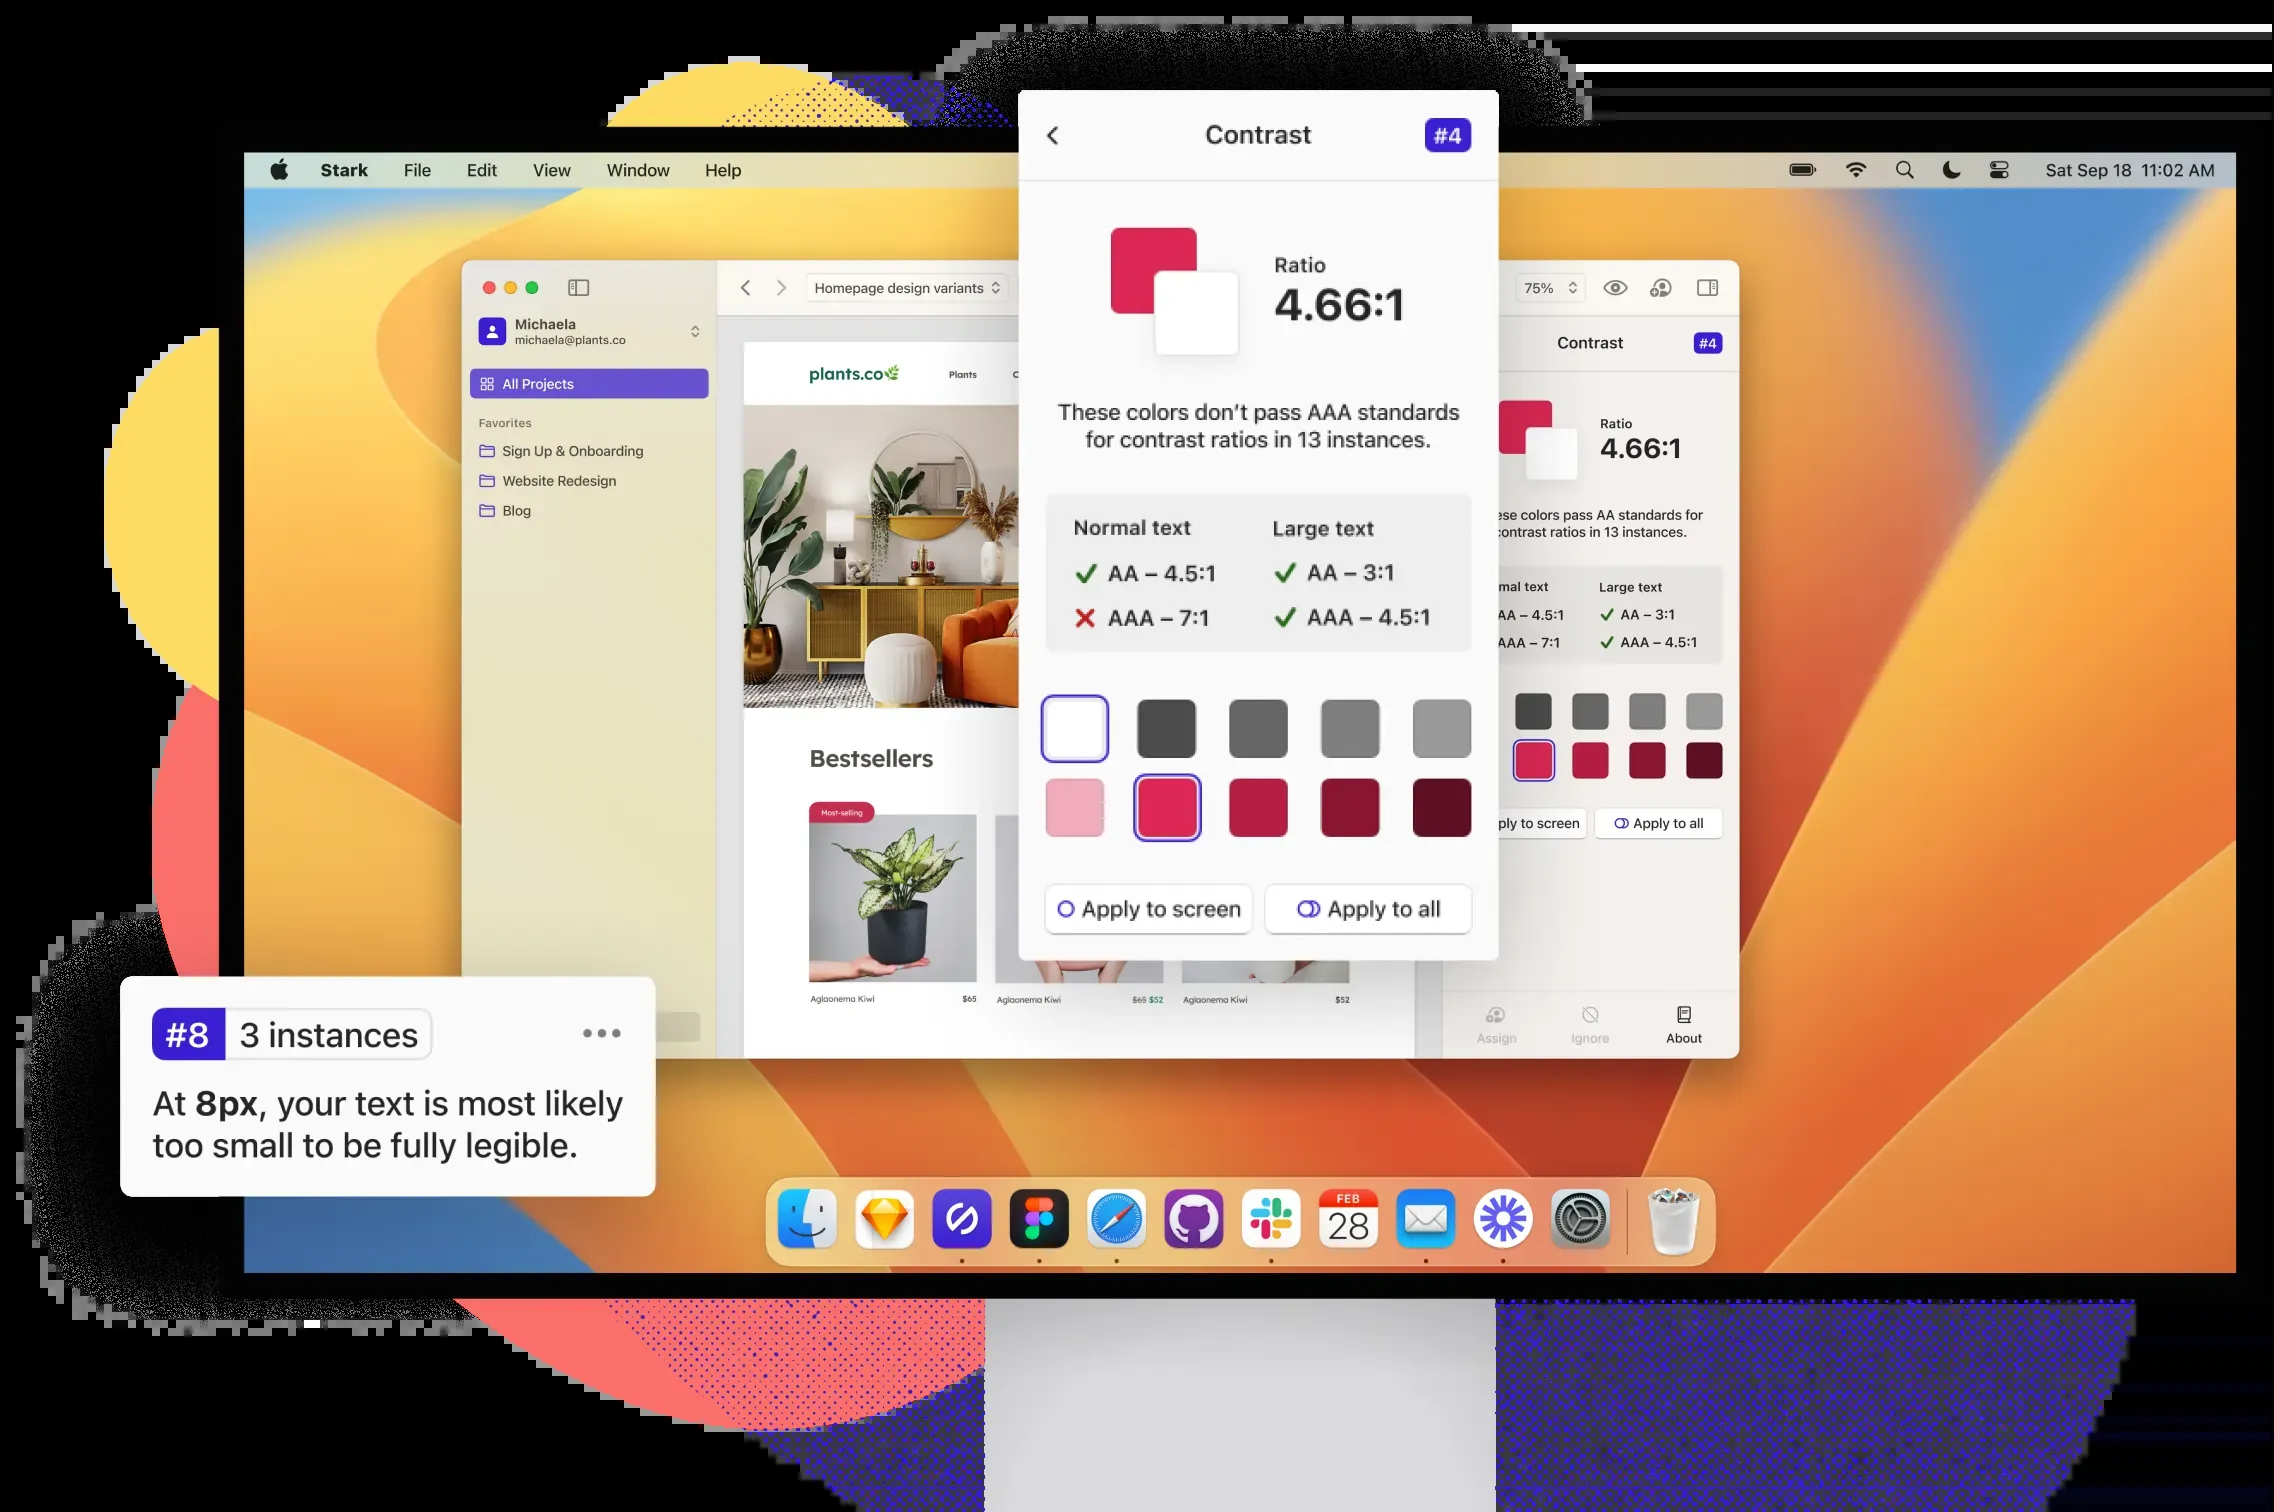 Stark File Edit View Window Help
Sat Sep 18 11:02 AM
Michaela
michaela@plants.co
All Projects
Favorites
Sign Up & Onboarding
Website Redesign
Blog
Homepage design variants
plants.co
Plants
Bestsellers
Most-selling
Aglaonema Kiwi $65
Aglaonema Kiwi $65 $52
Aglaonema Kiwi $52
Contrast #4
Ratio
4.66:1
These colors don't pass AAA standards
for contrast ratios in 13 instances.
Normal text Large text
AA – 4.5:1 AA – 3:1
AAA – 7:1 AAA – 4.5:1
Apply to screen Apply to all
75%
Contrast #4
Ratio
4.66:1
colors pass AA standards for
contrast ratios in 13 instances.
text Large text
AA – 4.5:1 AA – 3:1
AAA – 7:1 AAA – 4.5:1
to screen Apply to all
Assign Ignore About
#8 3 instances
At 8px, your text is most likely
too small to be fully legible.
FEB
28